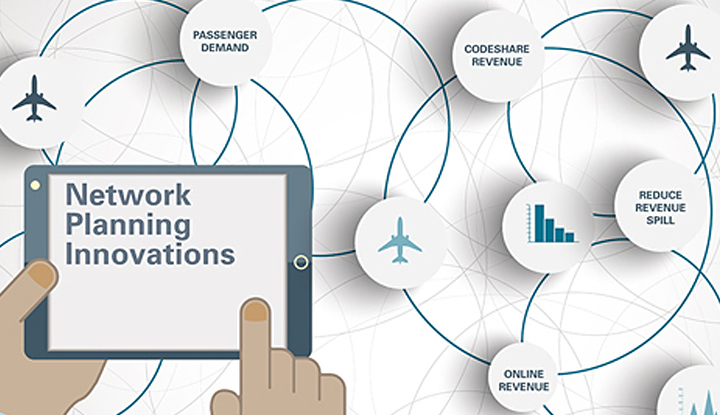 PASSENGER
DEMAND
CODESHARE
REVENUE
Network
Planning
Innovations
REDUCE
REVENUE
SPILL
ONLINE
REVENUE